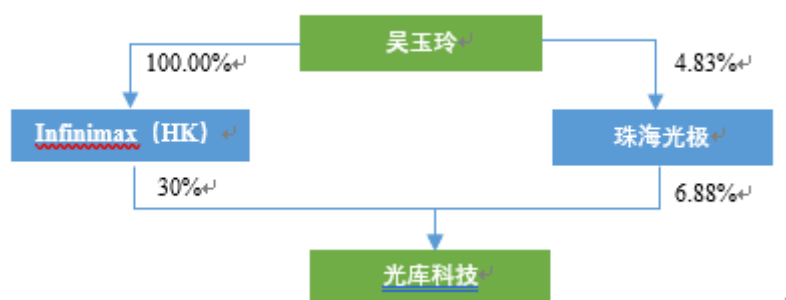 吴玉玲
100.00%
4.83%
Infinimax（HK）
珠海光极
30%
6.88%
光库科技